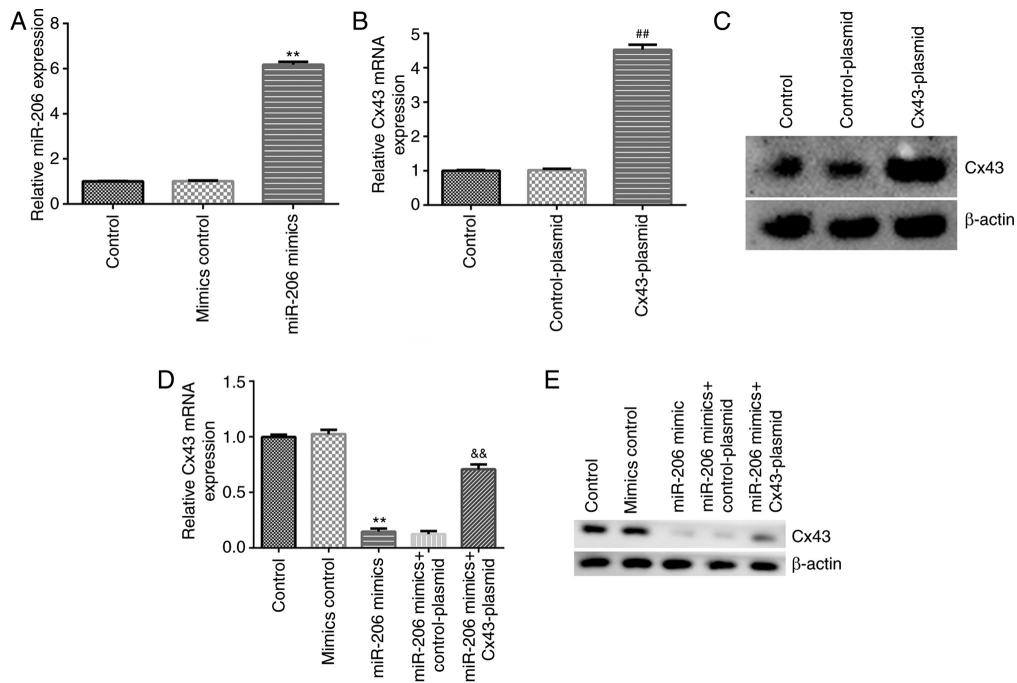 A
Relative miR-206 expression
8
6
4
2
0
**
Control
Mimics control
miR-206 mimics
B
Relative Cx43 mRNA
expression
5
4
3
2
1
0
##
Control
Control-plasmid
Cx43-plasmid
C
Control
Control-plasmid
Cx43-plasmid
Cx43
β-actin
D
Relative Cx43 mRNA
expression
1.5
1.0
0.5
0.0
**
&&
Control
Mimics control
miR-206 mimics
miR-206 mimics+
control-plasmid
miR-206 mimics+
Cx43-plasmid
E
Control
Mimics control
miR-206 mimic
miR-206 mimics+
control-plasmid
miR-206 mimics+
Cx43-plasmid
Cx43
β-actin